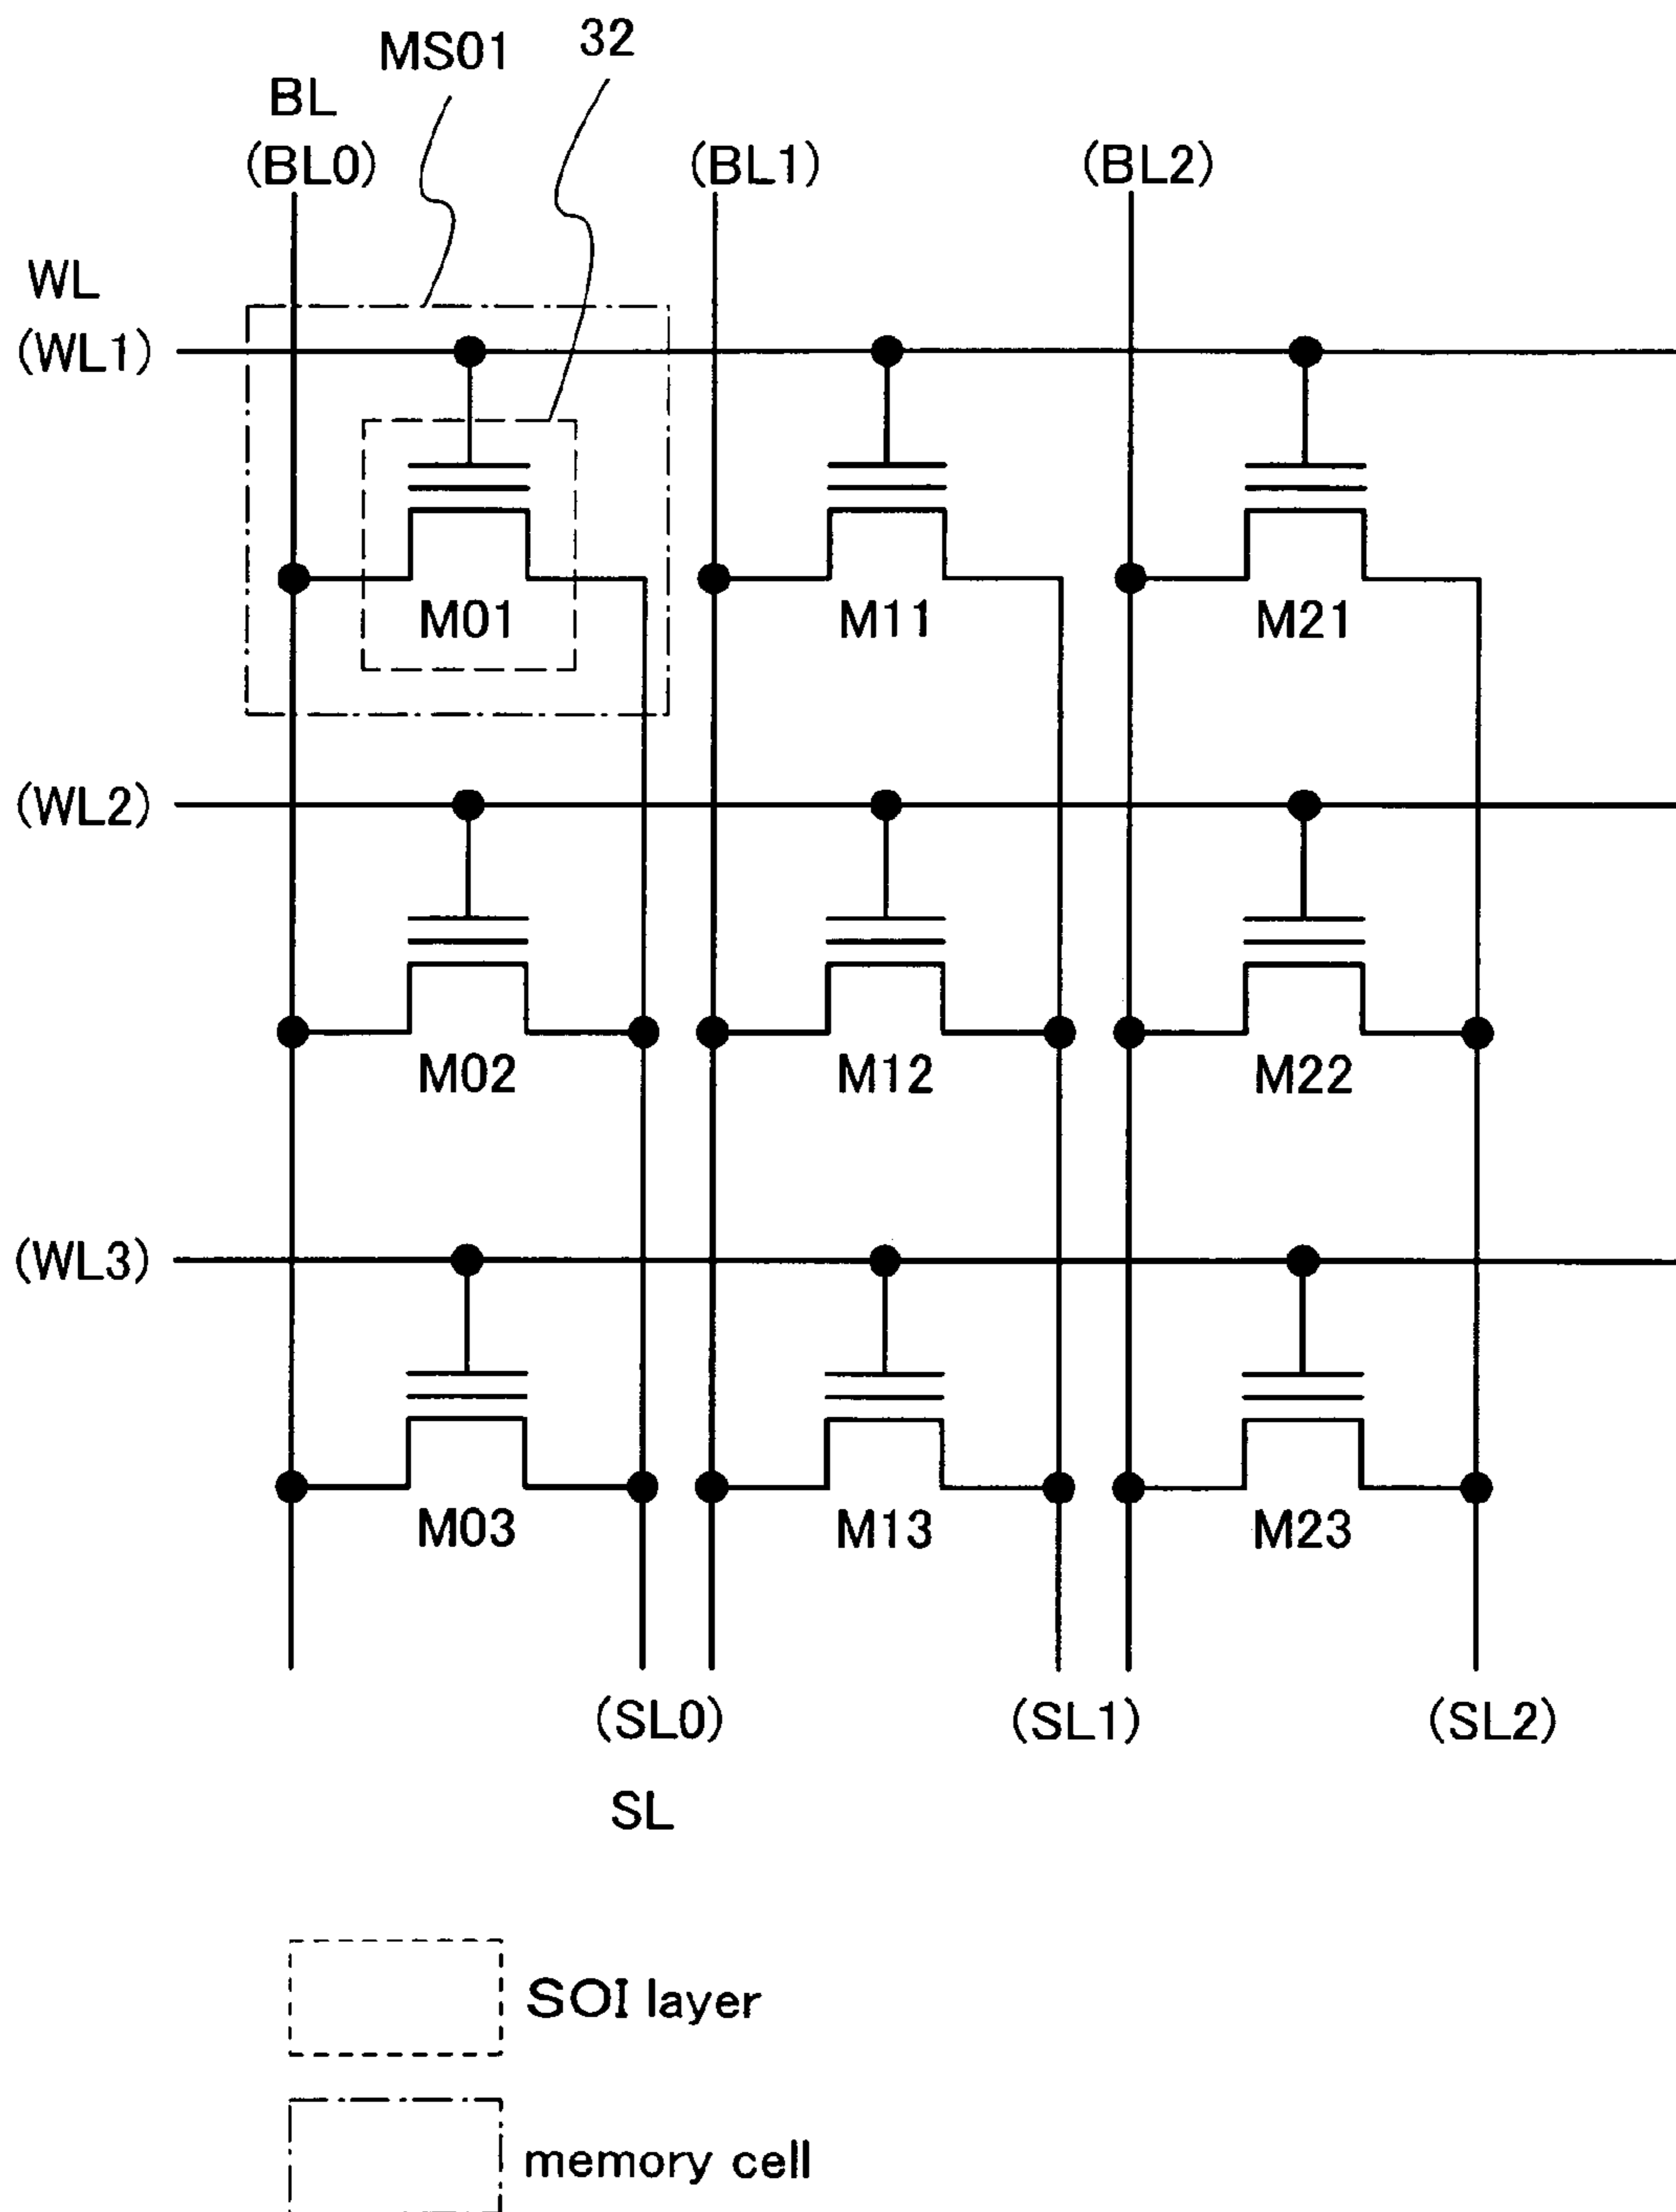 MS01 32
BL
(BL0) (BL1) (BL2)
WL
(WL1)
M01 M11 M21
(WL2)
M02 M12 M22
(WL3)
M03 M13 M23
(SL0) (SL1) (SL2)
SL
SOI layer
memory cell